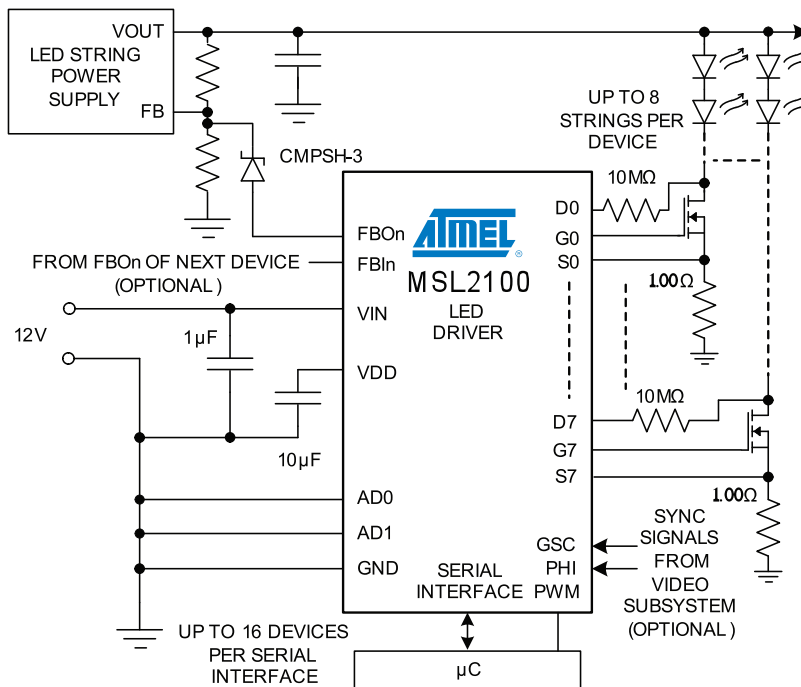 VOUT
LED STRING
POWER
SUPPLY
FB
UP TO 8
STRINGS PER
DEVICE
CMPSH-3
10MΩ
D0
ATMEL
®
FBOn
G0
FROM FBOn OF NEXT DEVICE
(OPTIONAL)
FBIn
S0
MSL2100
1.00Ω
LED
DRIVER
VIN
12V
1µF
VDD
10MΩ
D7
G7
10µF
S7
AD0
1.00Ω
AD1
GSC
SYNC
SIGNALS
FROM
VIDEO
SUBSYSTEM
(OPTIONAL)
GND
SERIAL
INTERFACE
PHI
PWM
UP TO 16 DEVICES
PER SERIAL
INTERFACE
µC